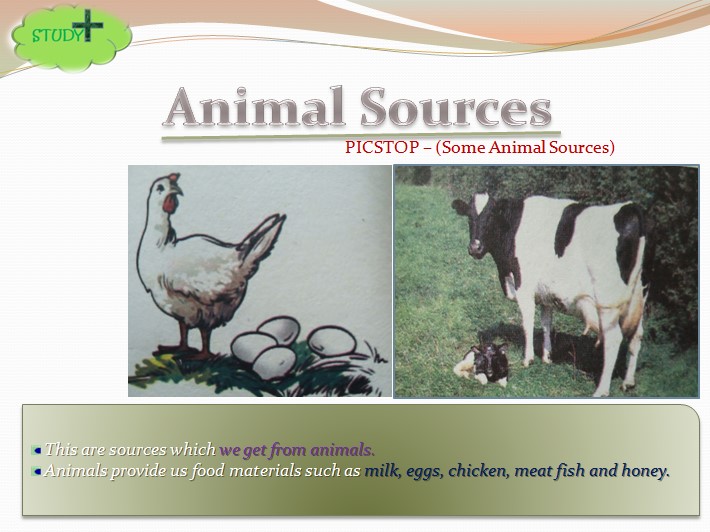 STUDY+
Animal Sources
PICSTOP – (Some Animal Sources)
This are sources which we get from animals.
Animals provide us food materials such as milk, eggs, chicken, meat fish and honey.